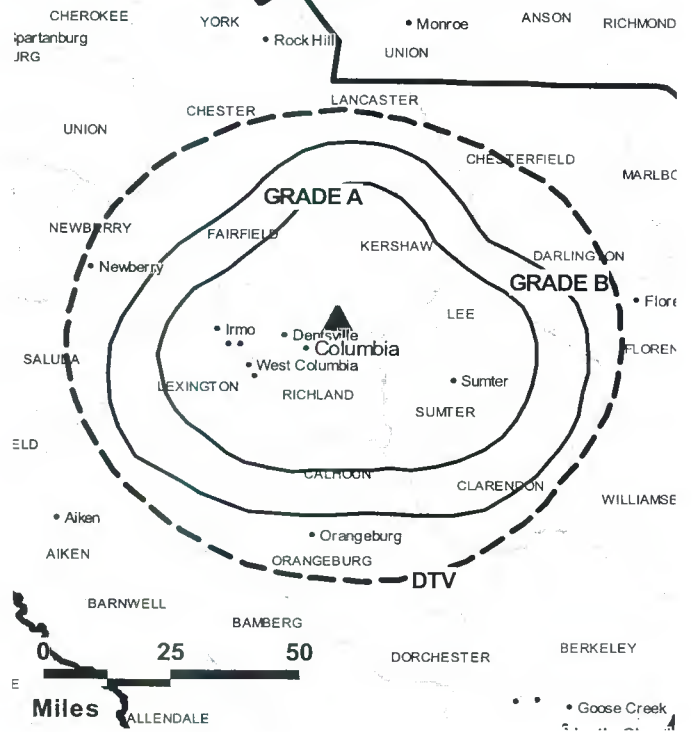 CHEROKEE
YORK
Monroe
ANSON
RICHMOND
Spartanburg
Rock Hill
UNION
CHESTER
LANCASTER
UNION
CHESTERFIELD
GRADE A
NEWBERRY
FAIRFIELD
KERSHAW
DARLINGTON
Newberry
GRADE B
LEE
Irmo
Dentsville
Columbia
SALUDA
West Columbia
LEXINGTON
RICHLAND
Sumter
SUMTER
CALHOUN
CLARENDON
Aiken
Orangeburg
AIKEN
ORANGEBURG
DTV
BARNWELL
BAMBERG
0 25 50
DORCHESTER
BERKELEY
Miles
ALLENDALE
Goose Creek